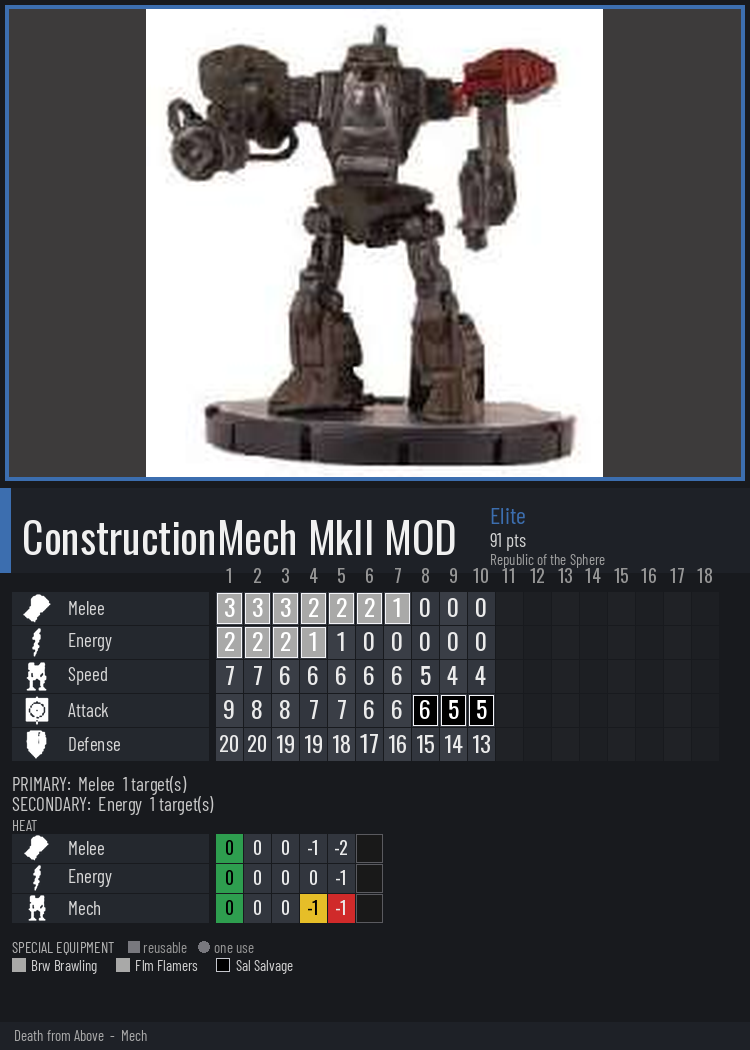 ConstructionMech MkII MOD
Elite
91 pts
Republic of the Sphere
1 2 3 4 5 6 7 8 9 10 11 12 13 14 15 16 17 18
Melee 3 3 3 2 2 2 1 0 0 0
Energy 2 2 2 1 1 0 0 0 0 0
Speed 7 7 6 6 6 6 6 5 4 4
Attack 9 8 8 7 7 6 6 6 5 5
Defense 20 20 19 19 18 17 16 15 14 13
PRIMARY: Melee 1 target(s)
SECONDARY: Energy 1 target(s)
HEAT
Melee 0 0 0 -1 -2
Energy 0 0 0 0 -1
Mech 0 0 0 -1 -1
SPECIAL EQUIPMENT reusable one use
Brw Brawling Flm Flamers Sal Salvage
Death from Above - Mech